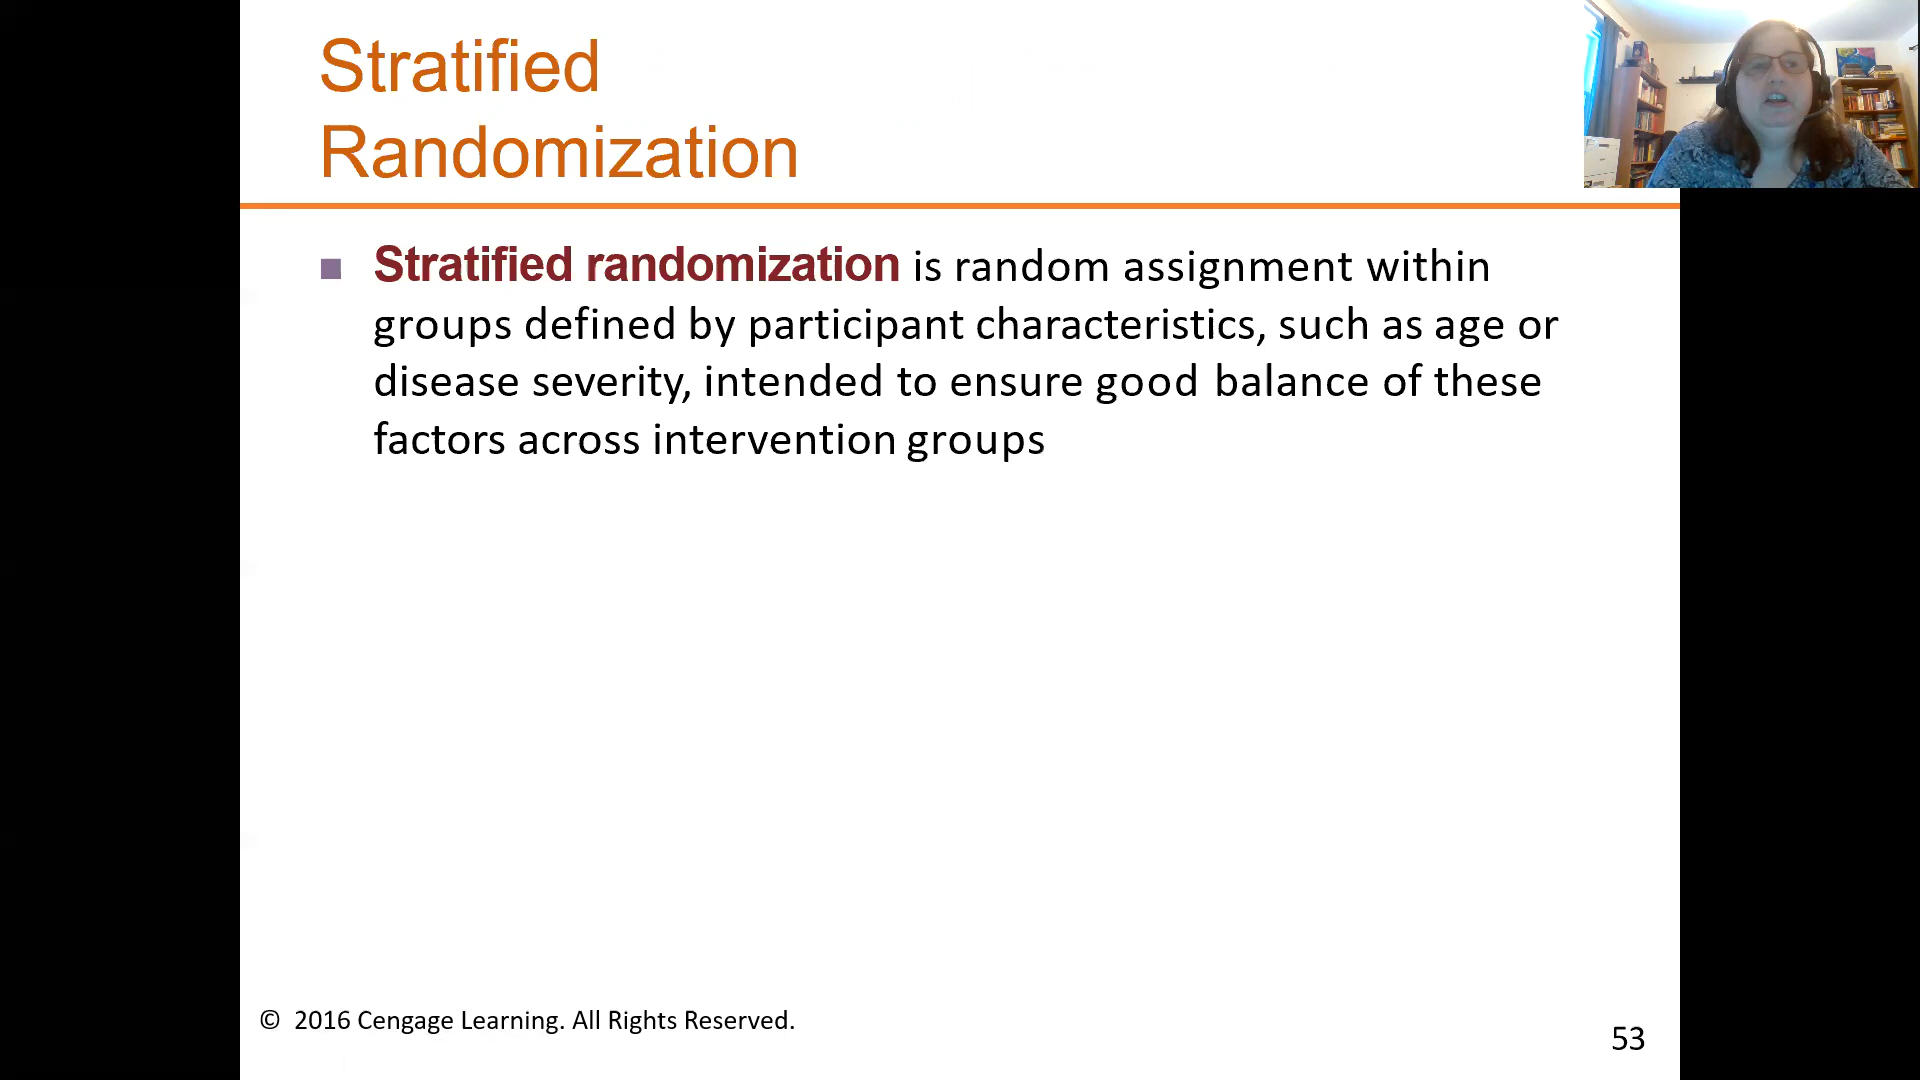 Stratified
Randomization
Stratified randomization is random assignment within
groups defined by participant characteristics, such as age or
disease severity, intended to ensure good balance of these
factors across intervention groups
© 2016 Cengage Learning. All Rights Reserved.
53